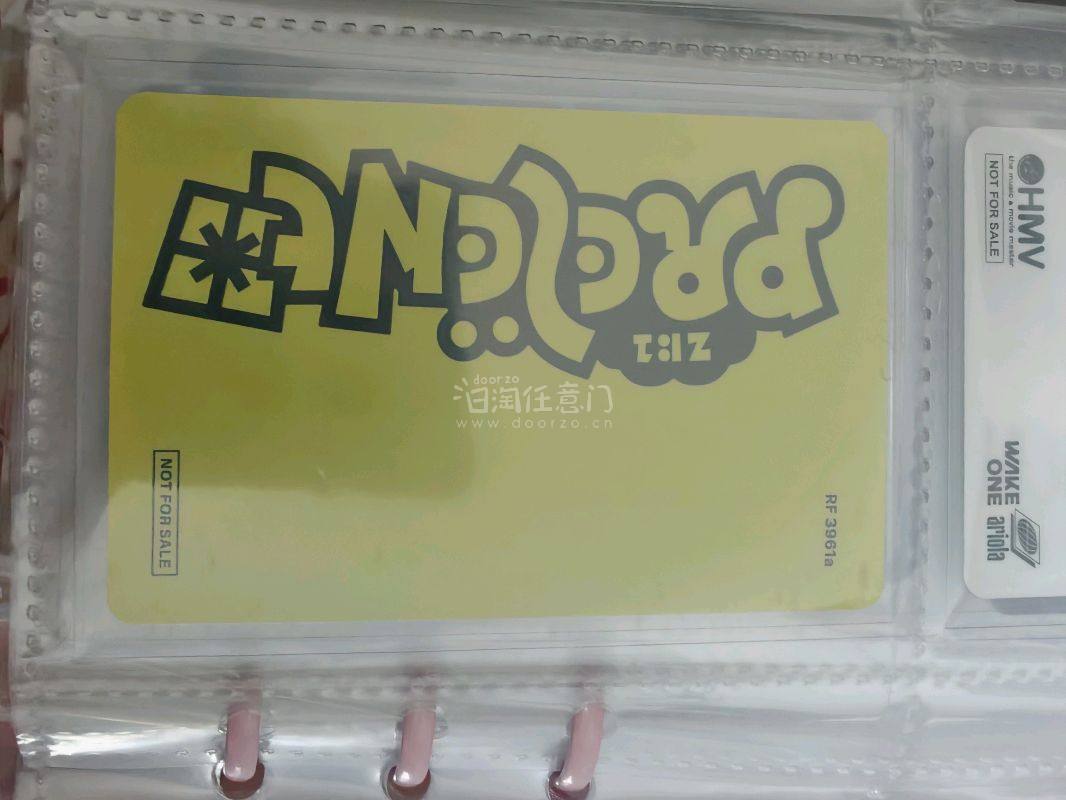 ZB1
NOT FOR SALE
RF 3961a
HMV
the music & movie master
NOT FOR SALE
WAKE
ONE
ariola
doorzo
日淘任意门
www.doorzo.cn